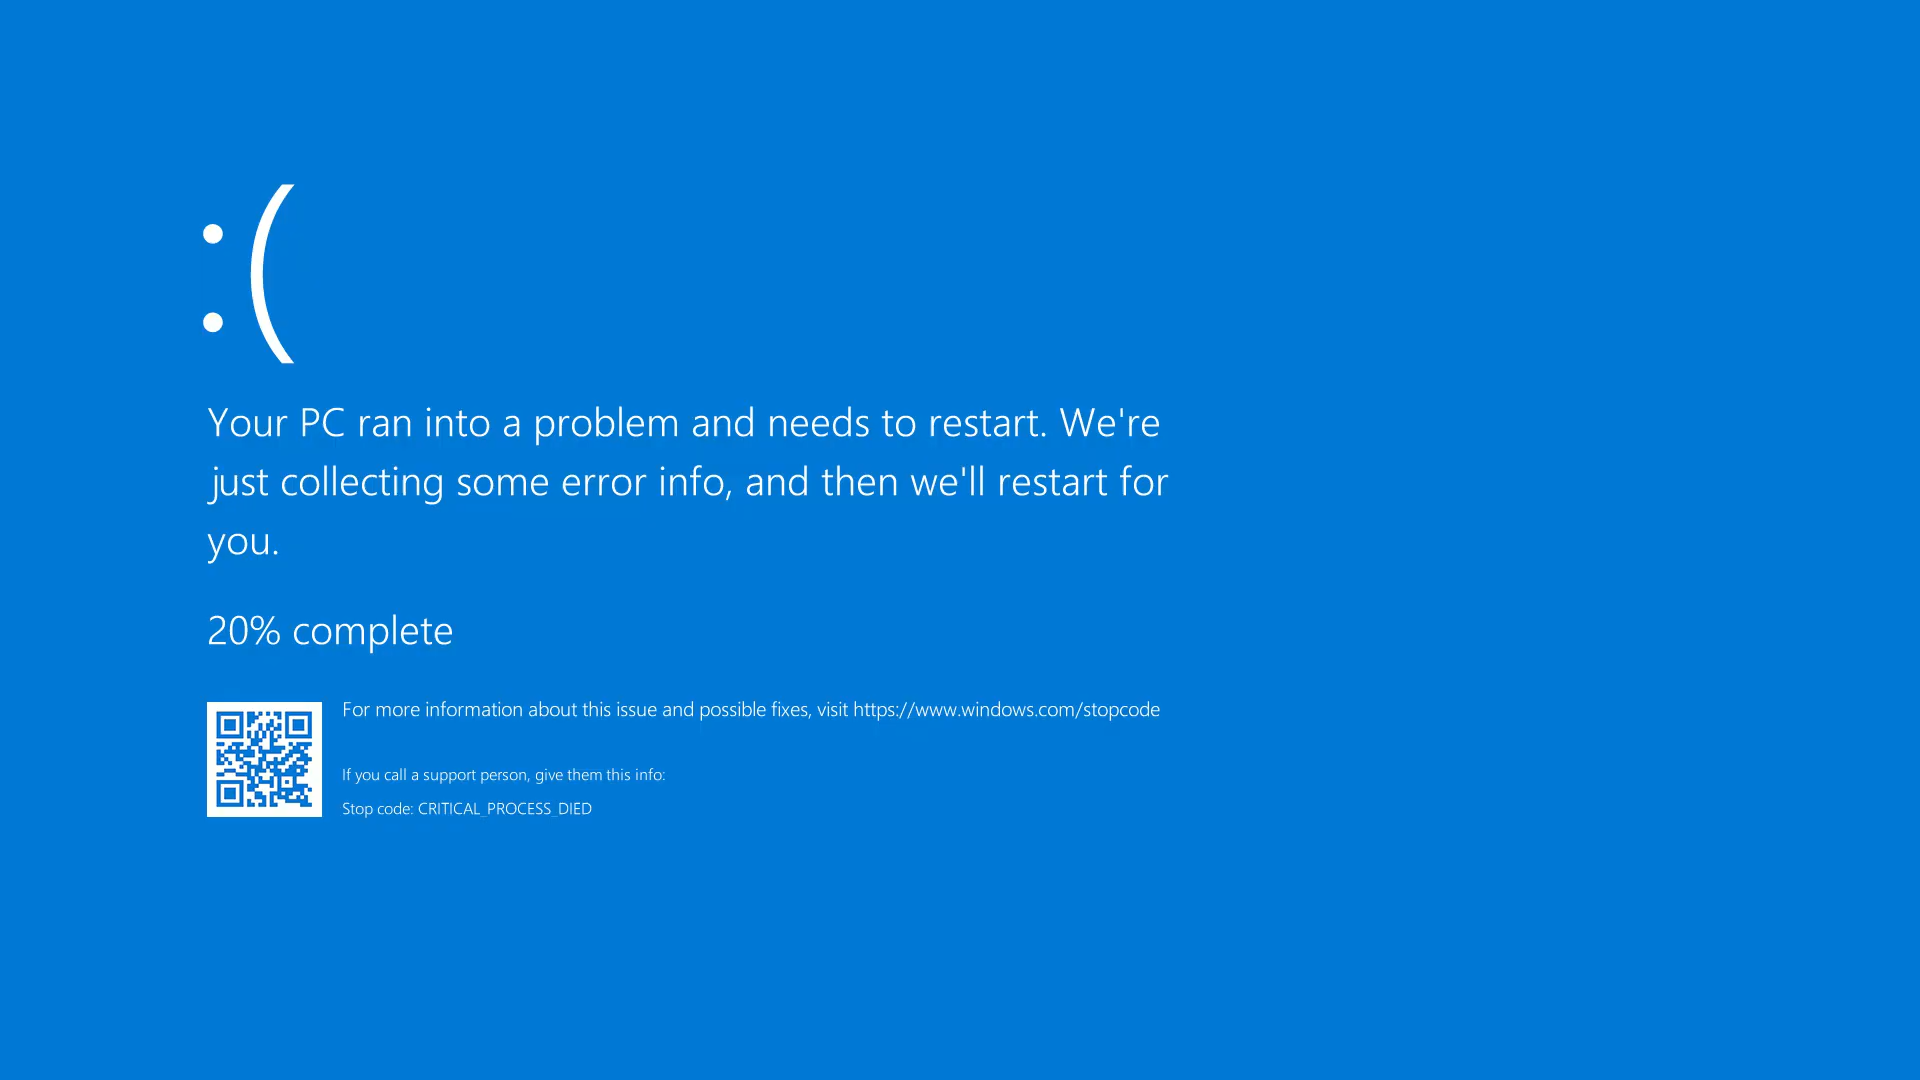 :(
Your PC ran into a problem and needs to restart. We're
just collecting some error info, and then we'll restart for
you.
20% complete
For more information about this issue and possible fixes, visit https://www.windows.com/stopcode
If you call a support person, give them this info:
Stop code: CRITICAL_PROCESS_DIED